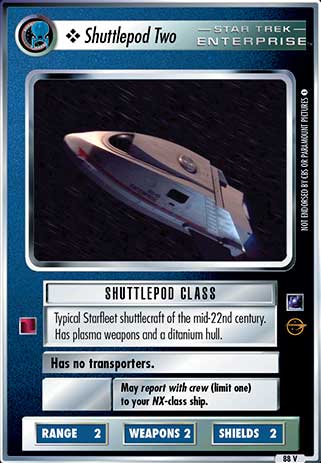 ❖ Shuttlepod Two
STAR TREK
ENTERPRISE
NOT ENDORSED BY CBS OR PARAMOUNT PICTURES
SHUTTLEPOD CLASS
Typical Starfleet shuttlecraft of the mid-22nd century.
Has plasma weapons and a ditanium hull.
Has no transporters.
May report with crew (limit one)
to your NX-class ship.
RANGE 2
WEAPONS 2
SHIELDS 2
88 V